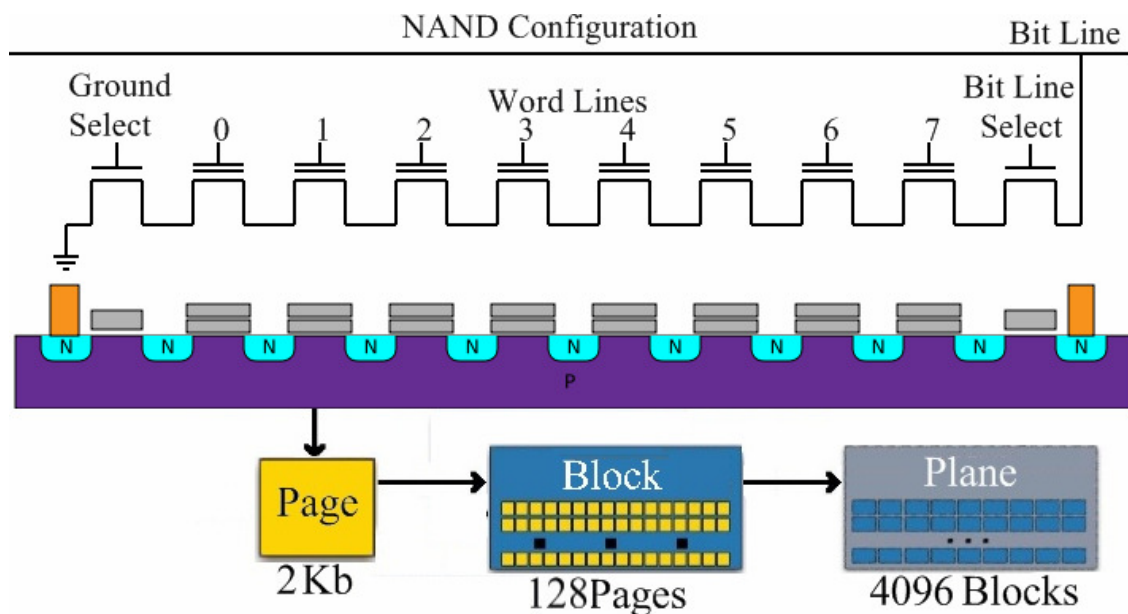 NAND Configuration
Bit Line
Ground
Select
Word Lines
Bit Line
Select
0 1 2 3 4 5 6 7
N N N N N N N N N N N
P
Page
Block
Plane
2Kb
128Pages
4096 Blocks